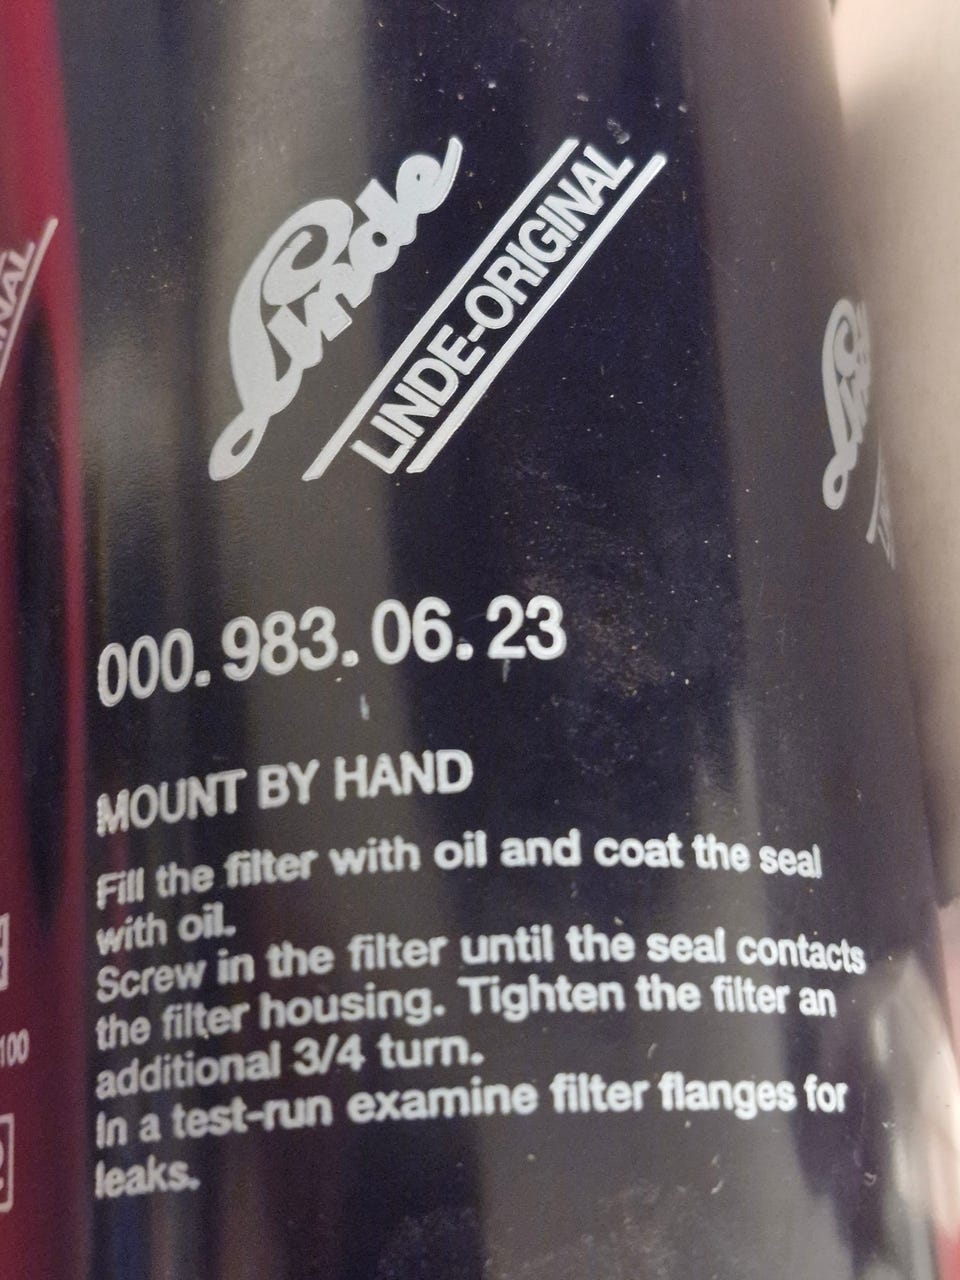 Linde
LINDE-ORIGINAL
000.983.06.23
MOUNT BY HAND
Fill the filter with oil and coat the seal
with oil.
Screw in the filter until the seal contacts
the filter housing. Tighten the filter an
additional 3/4 turn.
In a test-run examine filter flanges for
leaks.
100